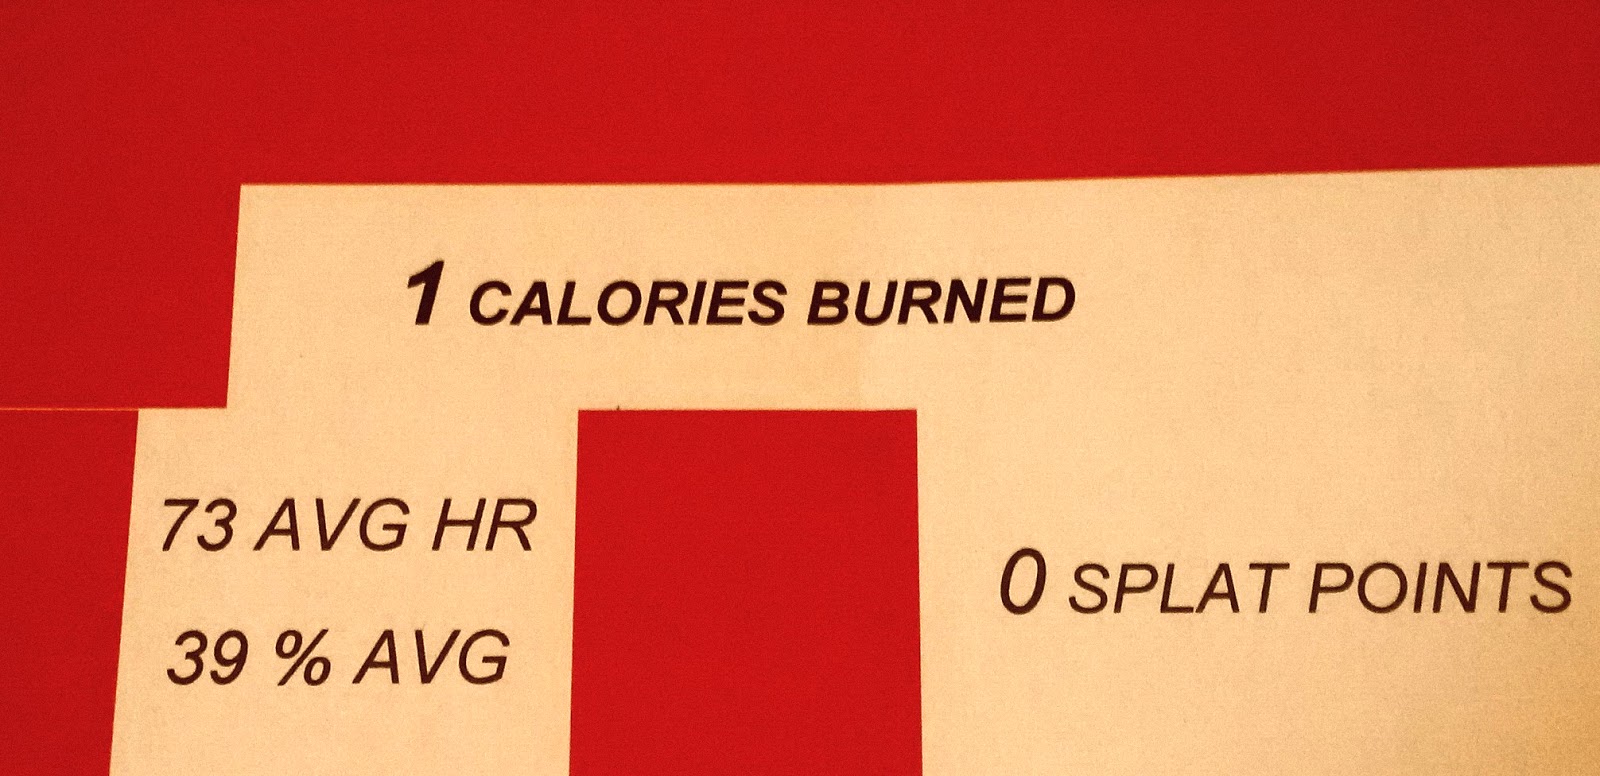 1 CALORIES BURNED
73 AVG HR
39 % AVG
0 SPLAT POINTS